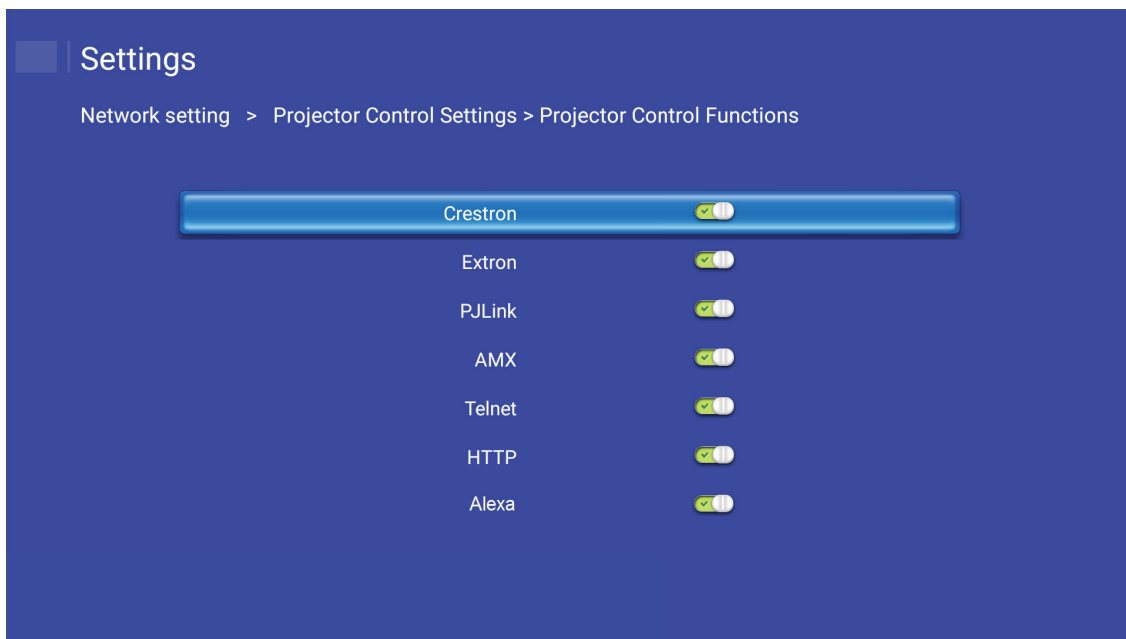 Settings
Network setting > Projector Control Settings > Projector Control Functions
Crestron
Extron
PJLink
AMX
Telnet
HTTP
Alexa